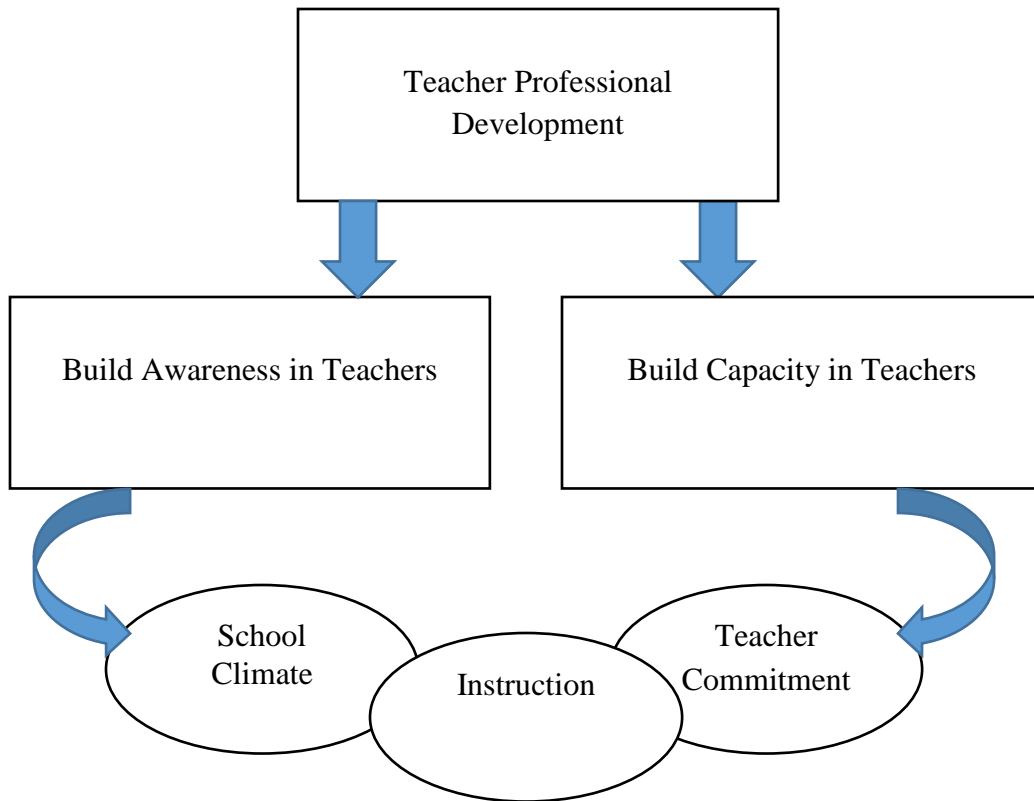 Teacher Professional
Development
Build Awareness in Teachers
Build Capacity in Teachers
School
Climate
Instruction
Teacher
Commitment